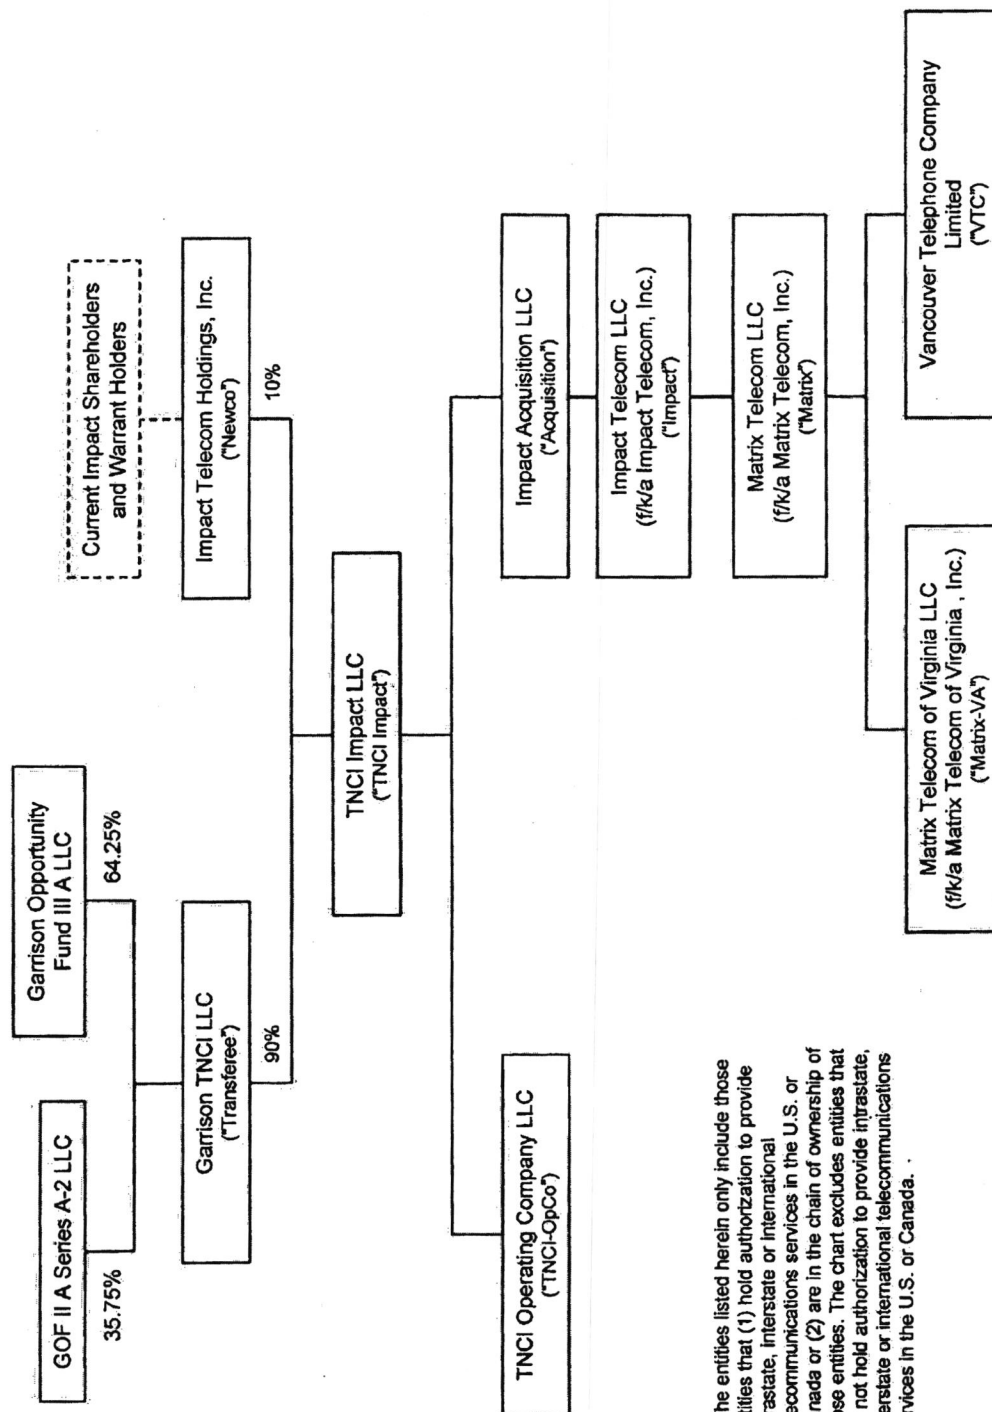 GOF II A Series A-2 LLC
35.75%
Garrison Opportunity
Fund III A LLC
64.25%
Current Impact Shareholders
and Warrant Holders
Garrison TNCI LLC
("Transferee")
90%
Impact Telecom Holdings, Inc.
("Newco")
10%
TNCI Impact LLC
("TNCI Impact")
TNCI Operating Company LLC
("TNCI-OpCo")
Impact Acquisition LLC
("Acquisition")
Impact Telecom LLC
(f/k/a Impact Telecom, Inc.)
("Impact")
Matrix Telecom LLC
(f/k/a Matrix Telecom, Inc.)
("Matrix")
Matrix Telecom of Virginia LLC
(f/k/a Matrix Telecom of Virginia , Inc.)
("Matrix-VA")
Vancouver Telephone Company
Limited
("VTC")
he entities listed herein only include those
tities that (1) hold authorization to provide
rastate, interstate or international
ecommunications services in the U.S. or
nada or (2) are in the chain of ownership of
ose entities. The chart excludes entities that
not hold authorization to provide intrastate,
erstate or international telecommunications
rvices in the U.S. or Canada.